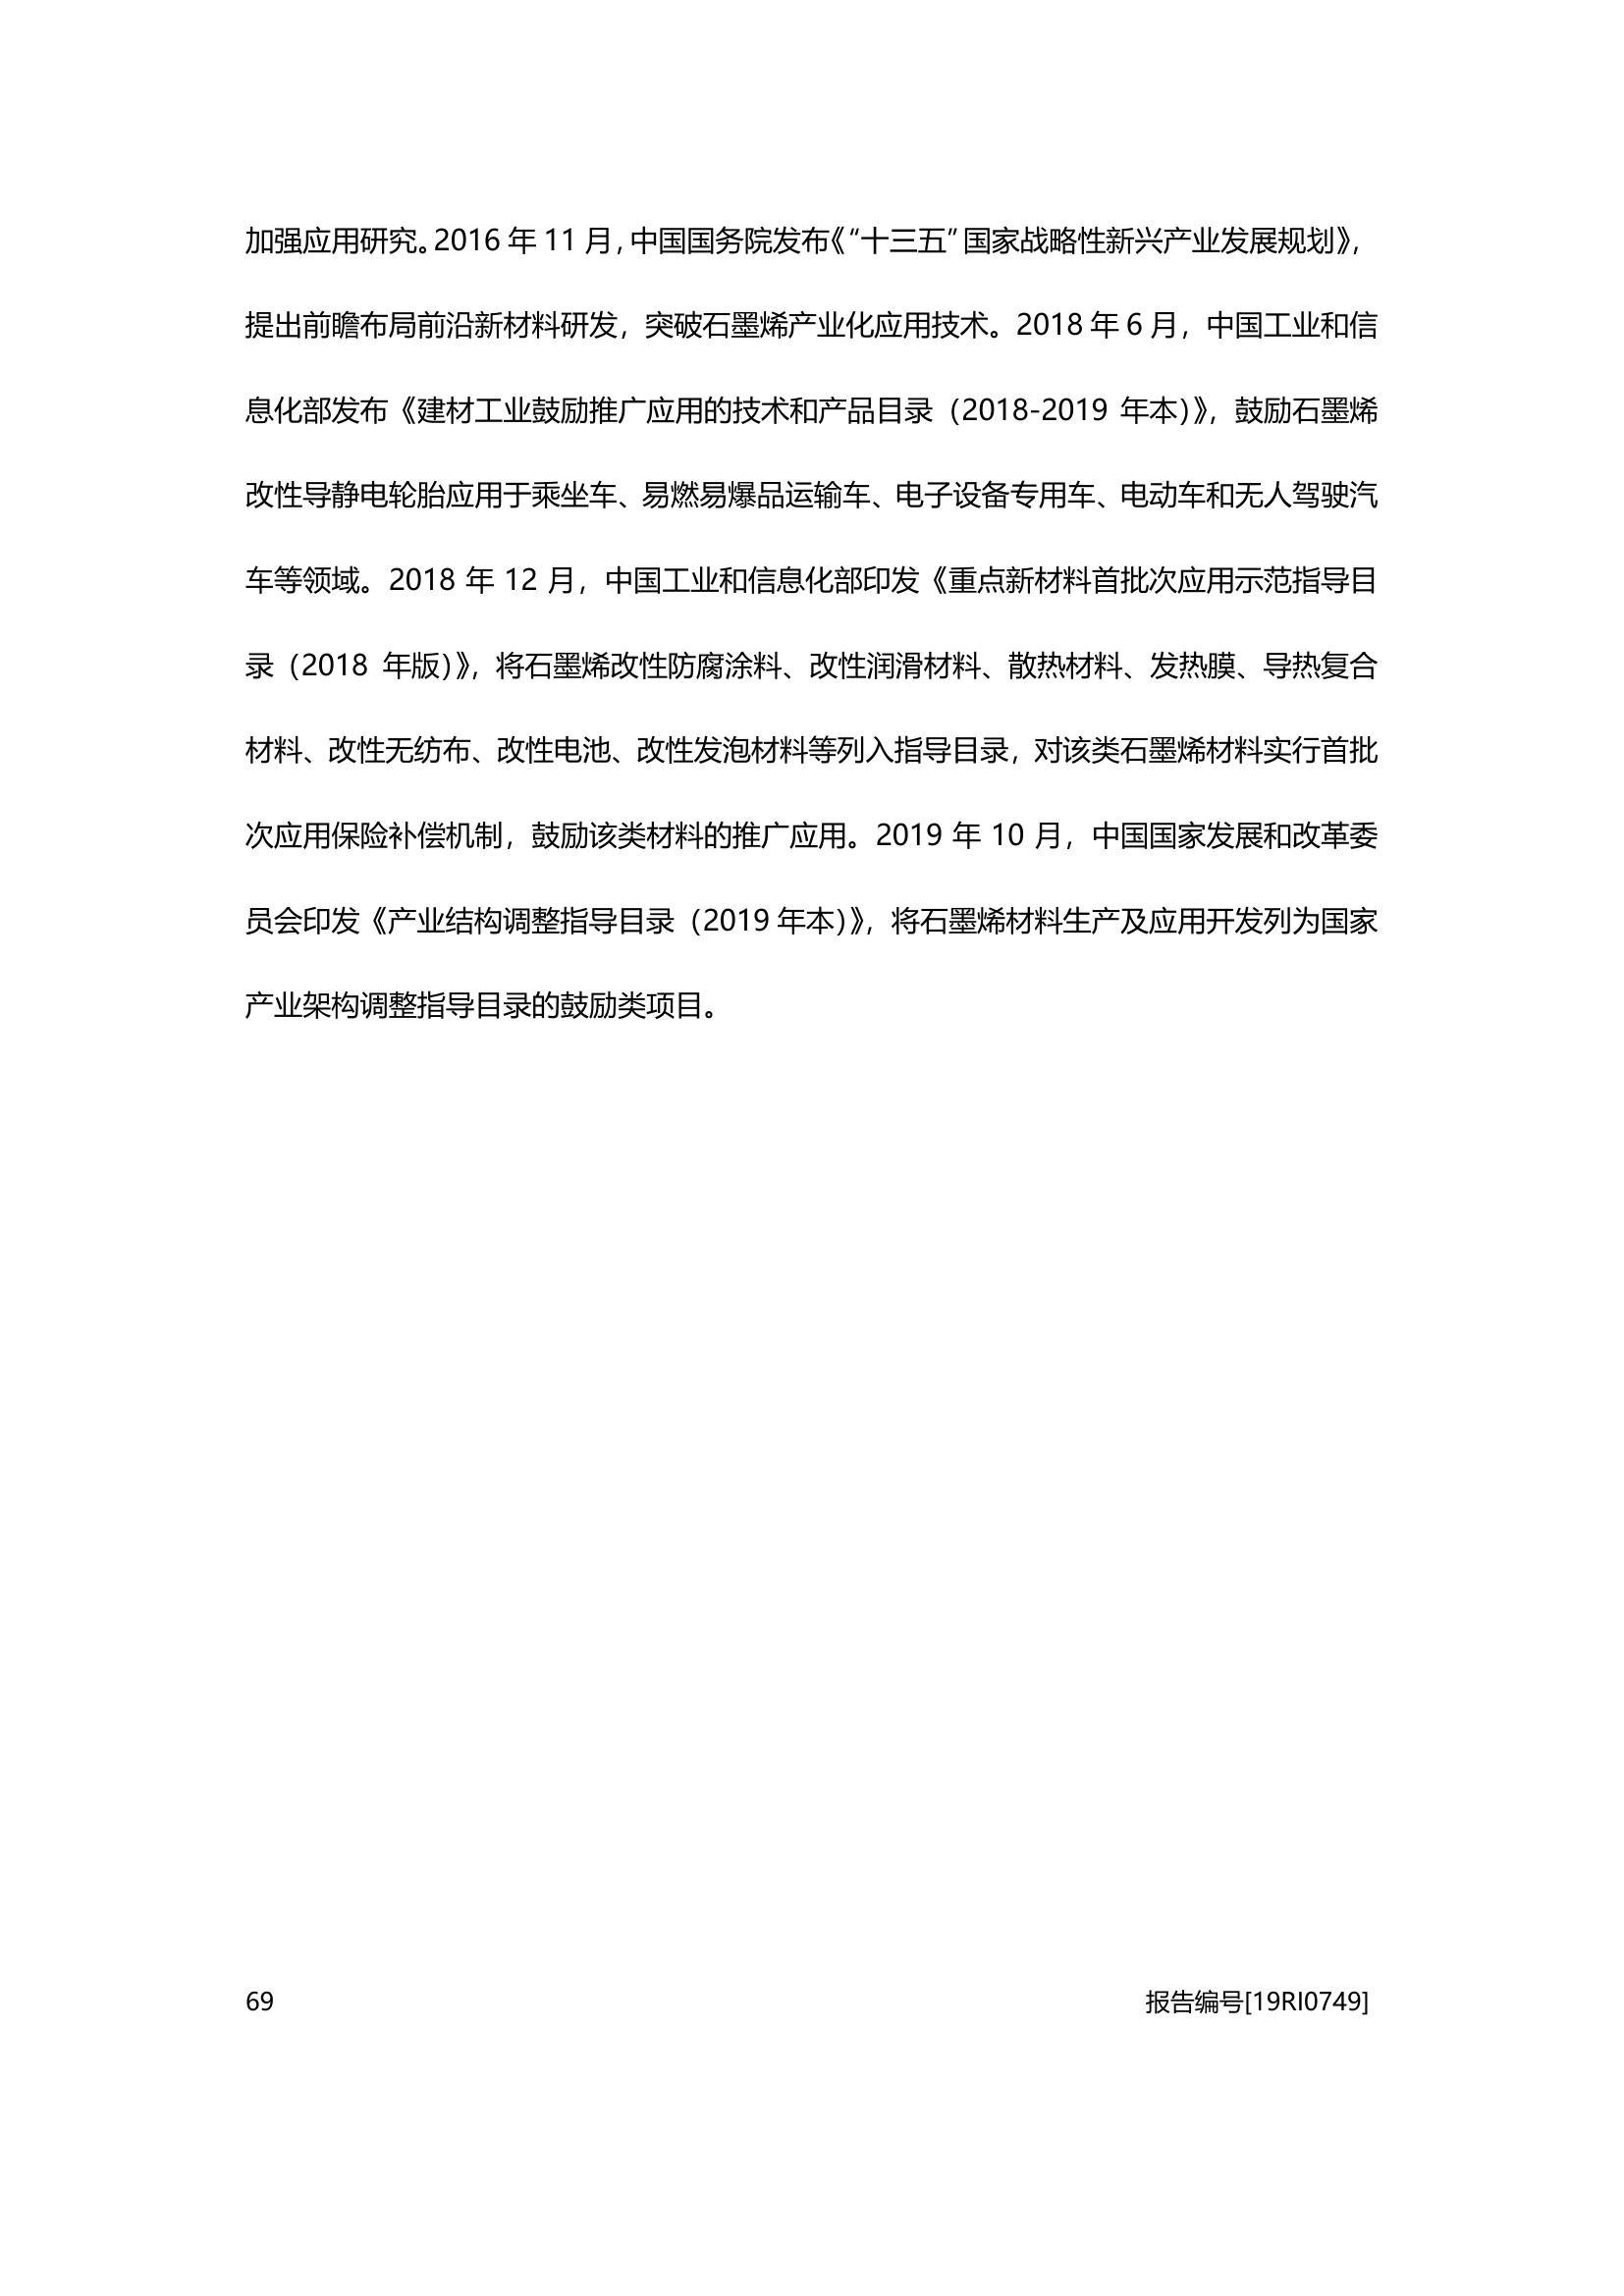 加强应用研究。2016 年 11 月，中国国务院发布《“十三五”国家战略性新兴产业发展规划》，
提出前瞻布局前沿新材料研发，突破石墨烯产业化应用技术。2018 年 6 月，中国工业和信
息化部发布《建材工业鼓励推广应用的技术和产品目录（2018-2019 年本）》，鼓励石墨烯
改性导静电轮胎应用于乘坐车、易燃易爆品运输车、电子设备专用车、电动车和无人驾驶汽
车等领域。2018 年 12 月，中国工业和信息化部印发《重点新材料首批次应用示范指导目
录（2018 年版）》，将石墨烯改性防腐涂料、改性润滑材料、散热材料、发热膜、导热复合
材料、改性无纺布、改性电池、改性发泡材料等列入指导目录，对该类石墨烯材料实行首批
次应用保险补偿机制，鼓励该类材料的推广应用。2019 年 10 月，中国国家发展和改革委
员会印发《产业结构调整指导目录（2019 年本）》，将石墨烯材料生产及应用开发列为国家
产业架构调整指导目录的鼓励类项目。
69 报告编号[19RI0749]